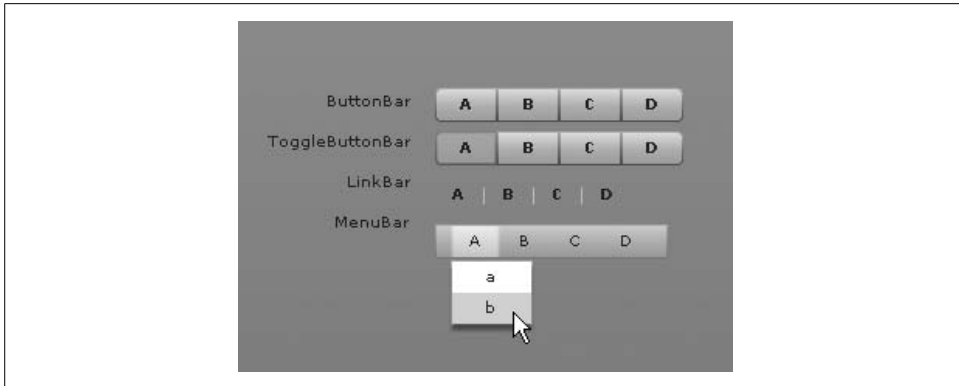 ButtonBar A B C D
ToggleButtonBar A B C D
LinkBar A | B | C | D
MenuBar A B C D
a
b